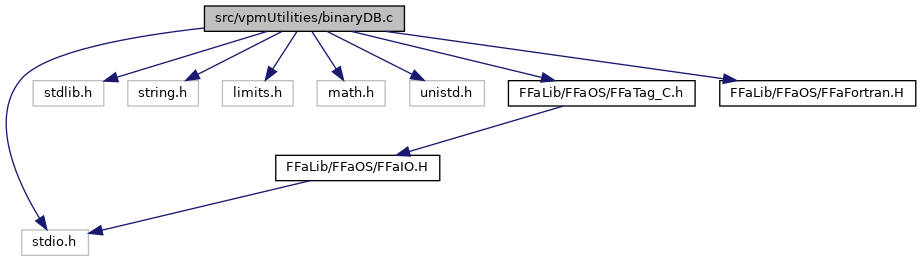 src/vpmUtilities/binaryDB.c
stdlib.h
string.h
limits.h
math.h
unistd.h
FFaLib/FFaOS/FFaTag_C.h
FFaLib/FFaOS/FFaFortran.H
FFaLib/FFaOS/FFaIO.H
stdio.h